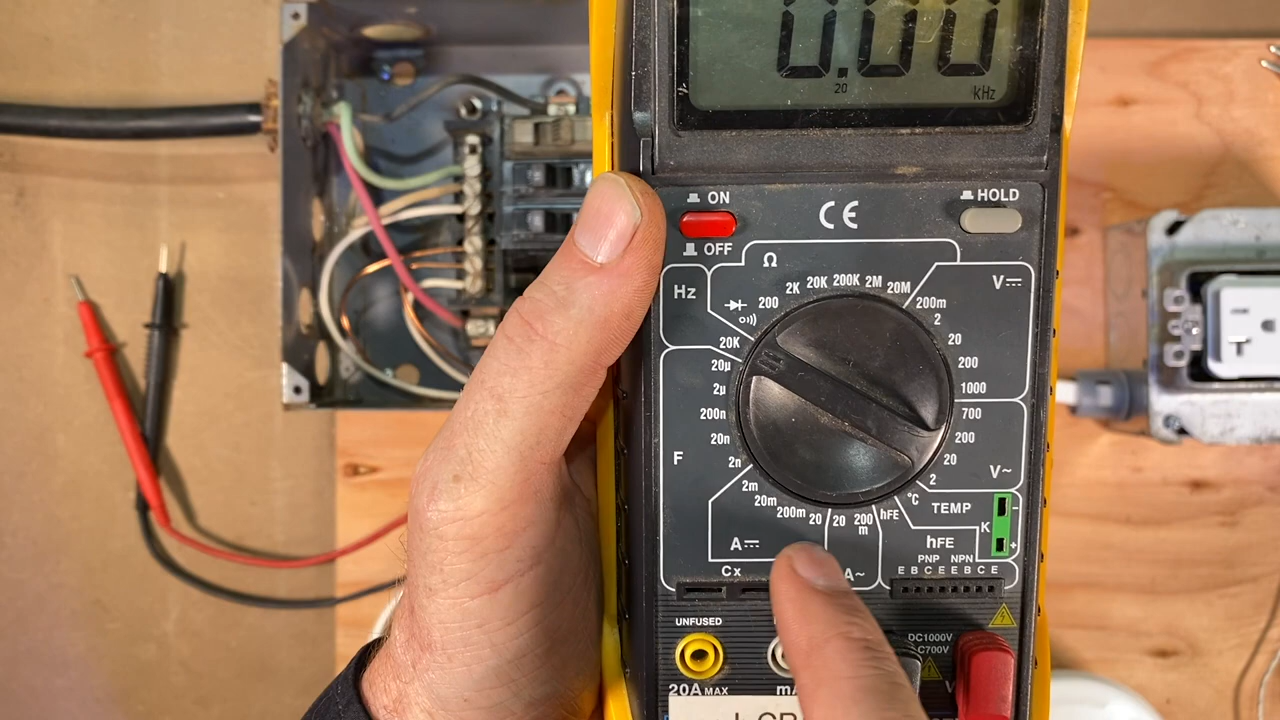 0.00
20
kHz
ON
HOLD
CE
OFF
Ω
Hz
V
200
2K
20K
200K
2M
20M
200m
2
20
200
1000
20K
20µ
2µ
200n
20n
2n
F
700
200
20
2
V~
2m
20m
200m
20
20
200
m
hFE
°C
TEMP
K
A
A~
hFE
PNP NPN
E B C E E B C E
Cx
UNFUSED
DC1000V
C700V
20A MAX
mA
V